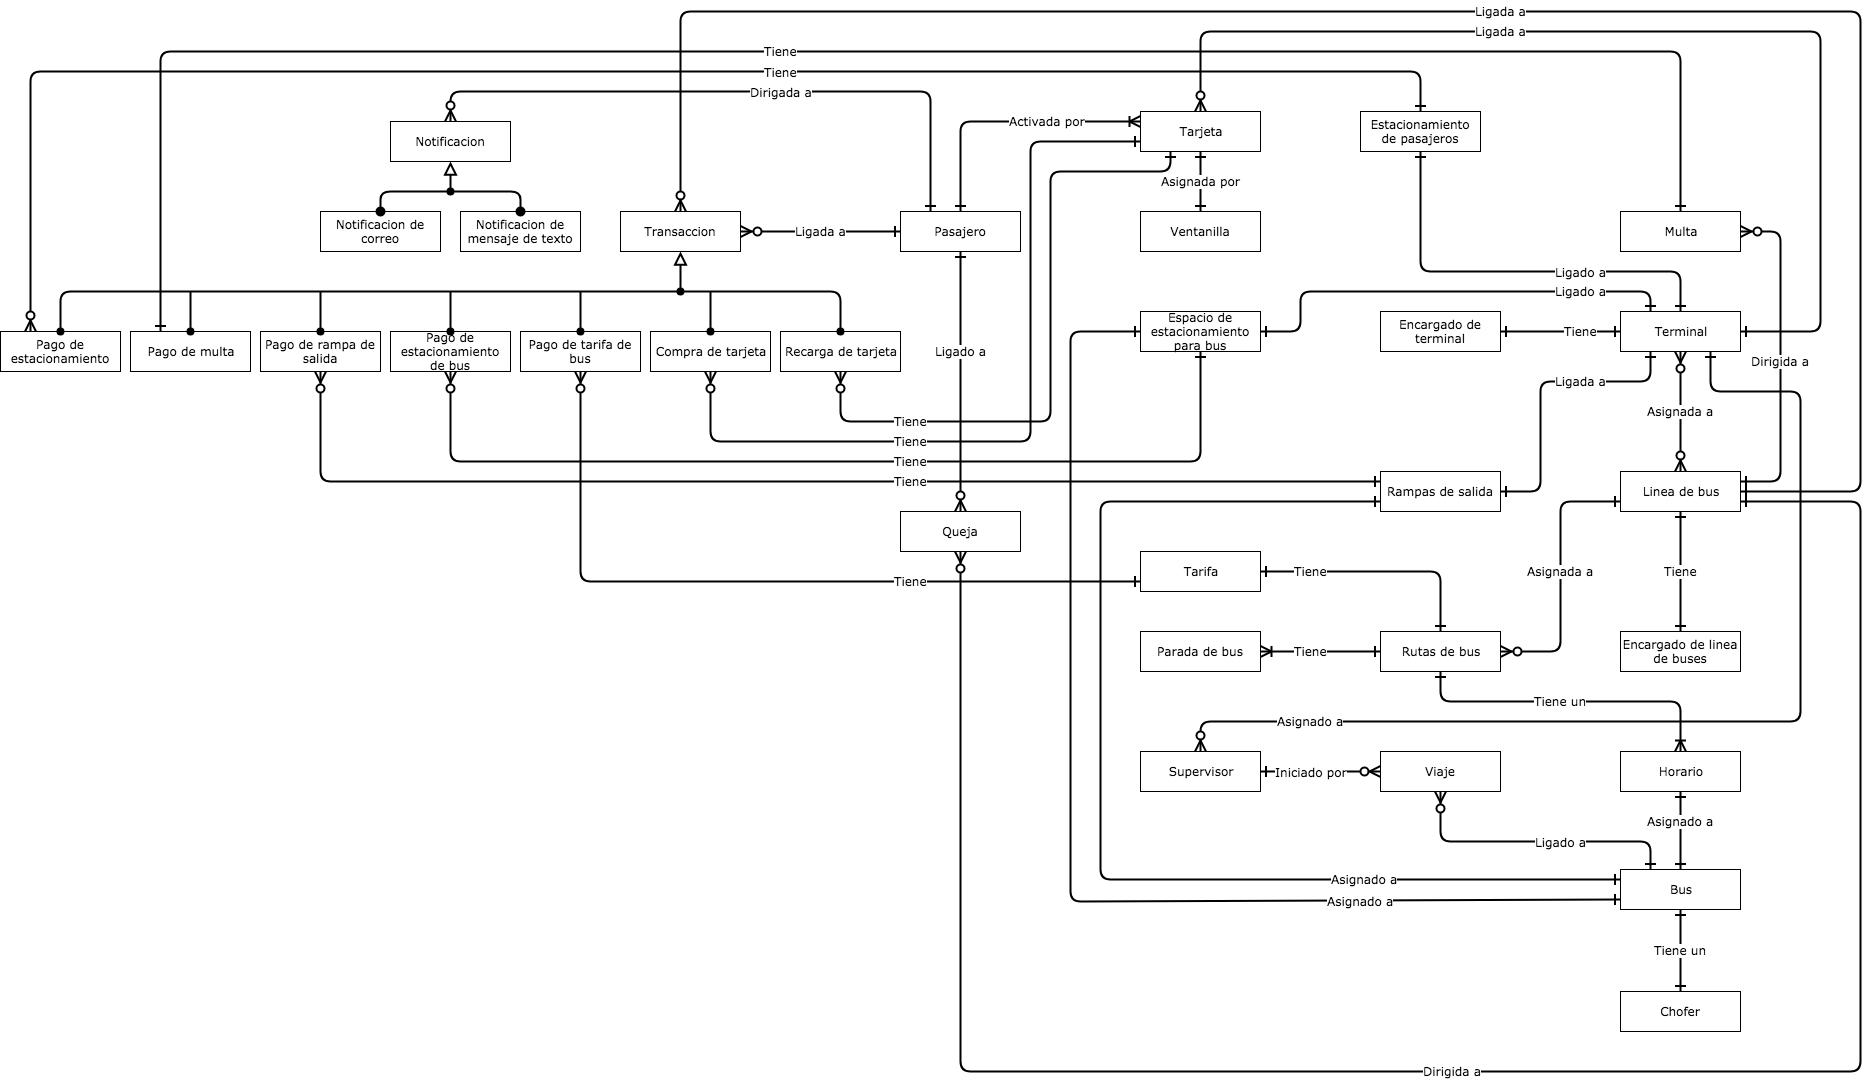 Ligada a
Ligada a
Tiene
Tiene
Dirigada a
Activada por
Tarjeta
Estacionamiento
de pasajeros
Notificacion
Asignada por
Notificacion de
correo
Notificacion de
mensaje de texto
Transaccion
Ligada a
Pasajero
Ventanilla
Multa
Ligado a
Ligado a
Pago de
estacionamiento
Pago de multa
Pago de rampa de
salida
Pago de
estacionamiento
de bus
Pago de tarifa de
bus
Compra de tarjeta
Recarga de tarjeta
Ligado a
Espacio de
estacionamiento
para bus
Encargado de
terminal
Tiene
Terminal
Dirigida a
Ligada a
Asignada a
Tiene
Tiene
Tiene
Tiene
Rampas de salida
Linea de bus
Queja
Tiene
Tarifa
Tiene
Asignada a
Tiene
Parada de bus
Tiene
Rutas de bus
Encargado de linea
de buses
Tiene un
Asignado a
Supervisor
Iniciado por
Viaje
Horario
Asignado a
Ligado a
Asignado a
Asignado a
Bus
Tiene un
Chofer
Dirigida a